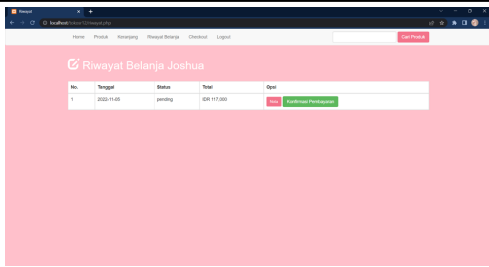 Riwayat
localhost/tokoo12/riwayat.php
Home Produk Keranjang Riwayat Belanja Checkout Logout Cari Produk
Riwayat Belanja Joshua
No. Tanggal Status Total Opsi
1 2022-11-05 pending IDR 117,000 Nota Konfirmasi Pembayaran